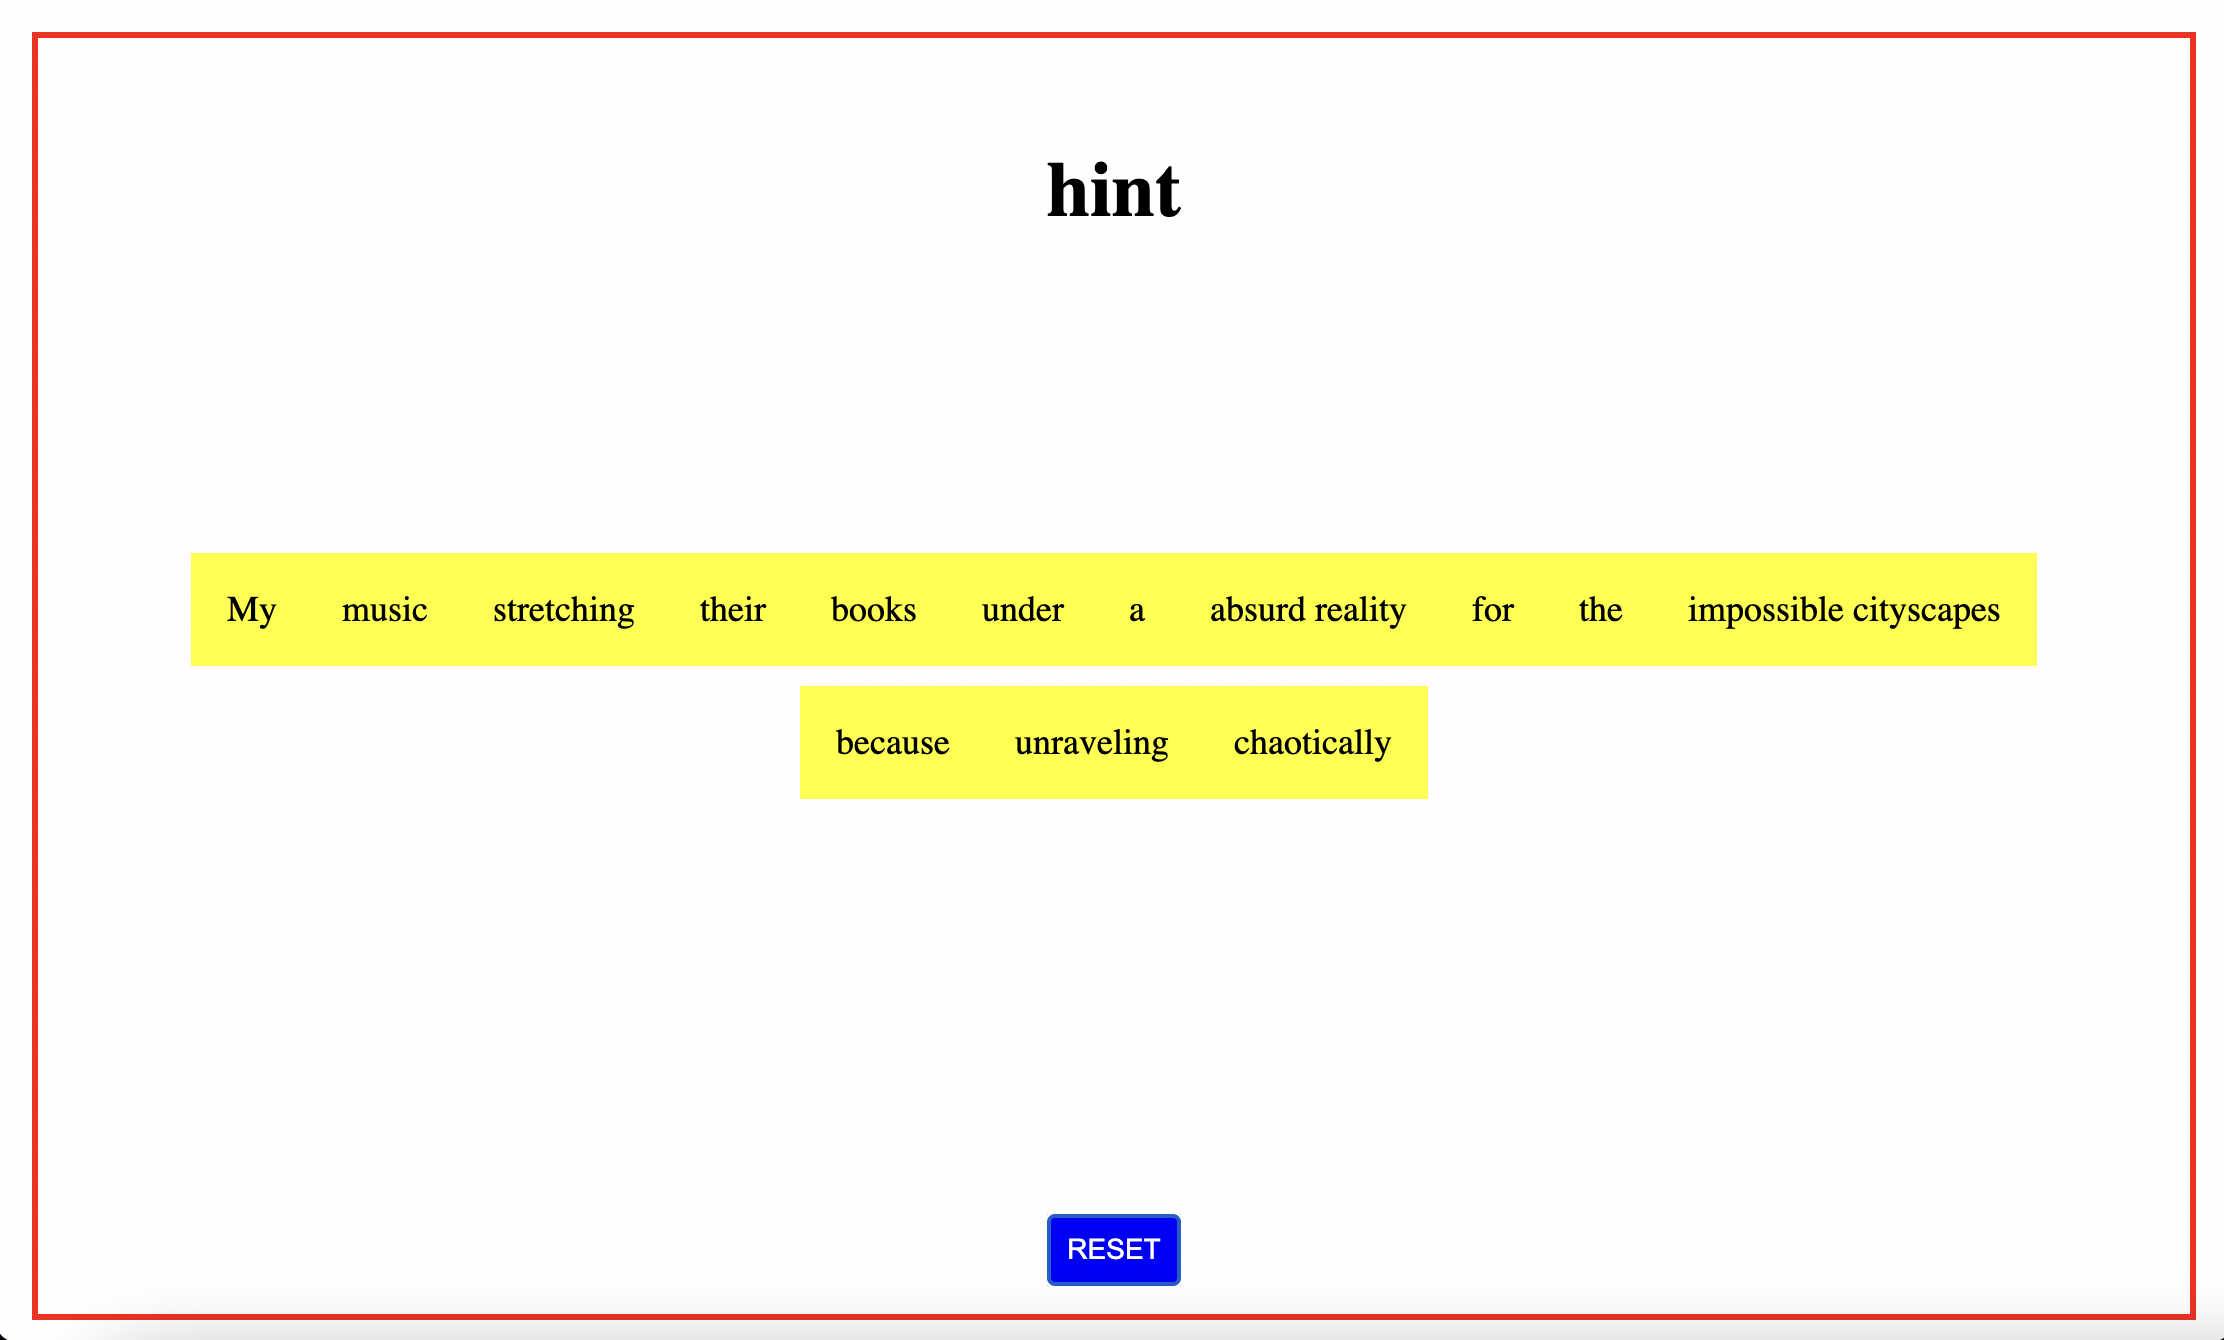 hint
My music stretching their books under a absurd reality for the impossible cityscapes
because unraveling chaotically
RESET